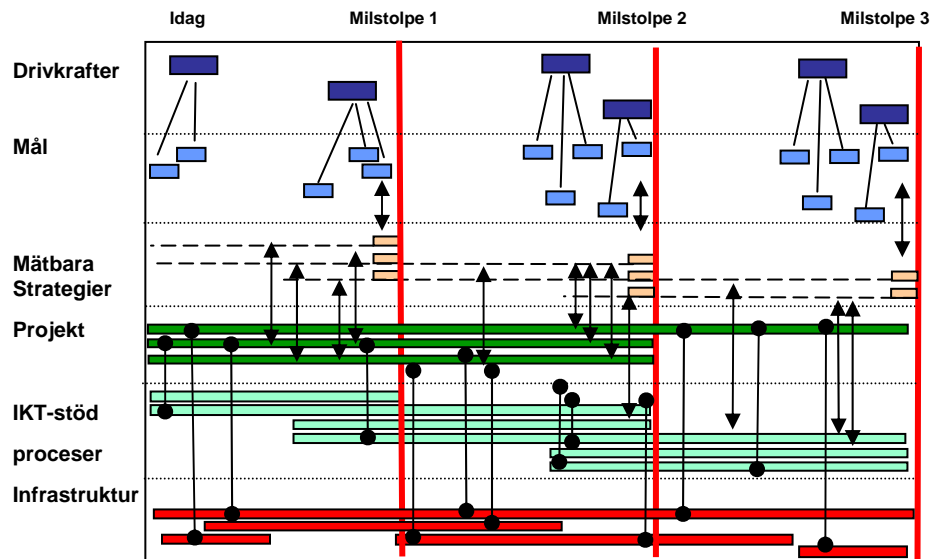 Idag
Milstolpe 1
Milstolpe 2
Milstolpe 3
Drivkrafter
Mål
Mätbara
Strategier
Projekt
IKT-stöd
proceser
Infrastruktur